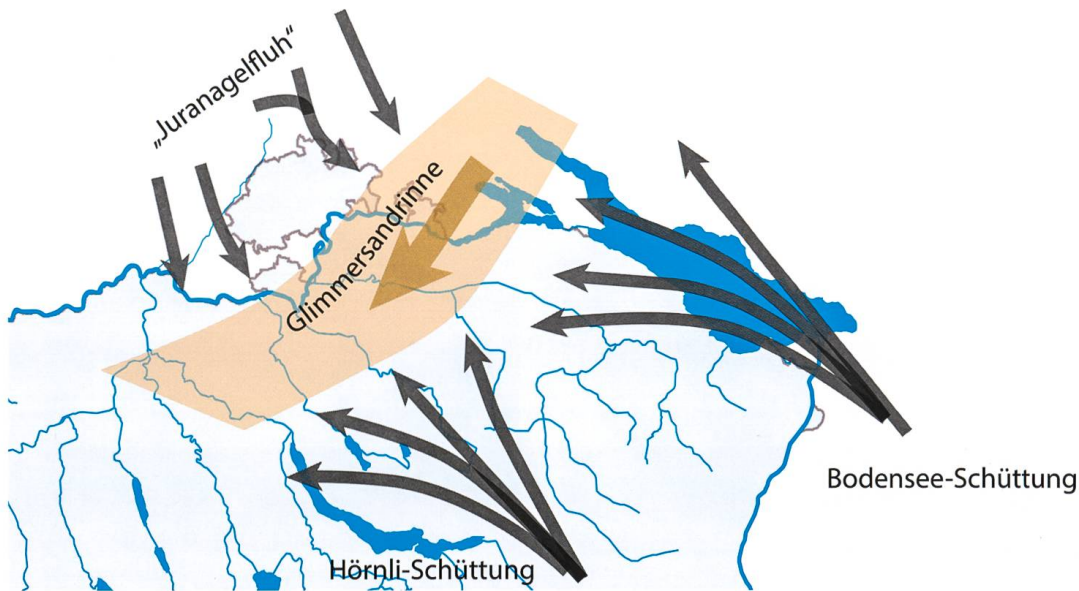 „Juranagelfluh“
Glimmersandrinne
Bodensee-Schüttung
Hörnli-Schüttung